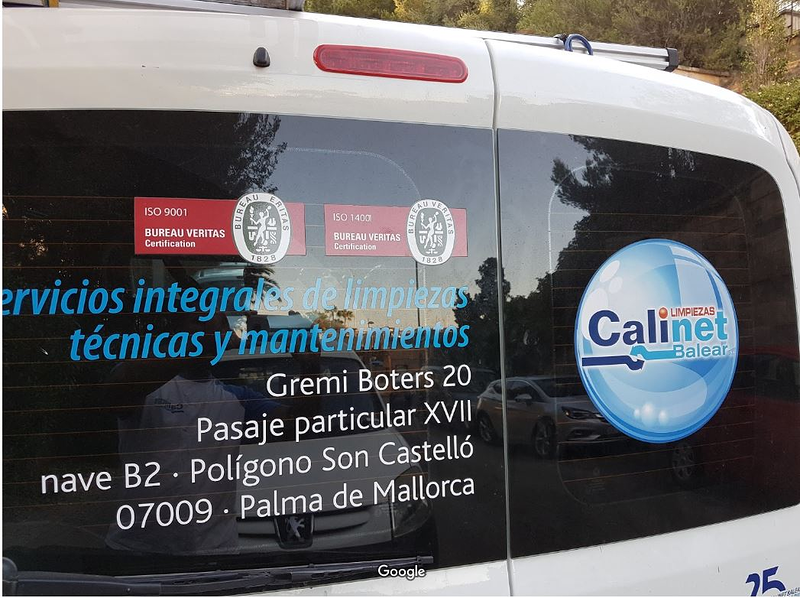 ISO 9001
BUREAU VERITAS
Certification
BUREAU VERITAS
1828
ISO 14001
BUREAU VERITAS
Certification
BUREAU VERITAS
1828
ervicios integrales de limpiezas
técnicas y mantenimientos
Gremi Boters 20
Pasaje particular XVII
nave B2 · Polígono Son Castelló
07009 · Palma de Mallorca
LIMPIEZAS
Calinet
Balear
25
Google